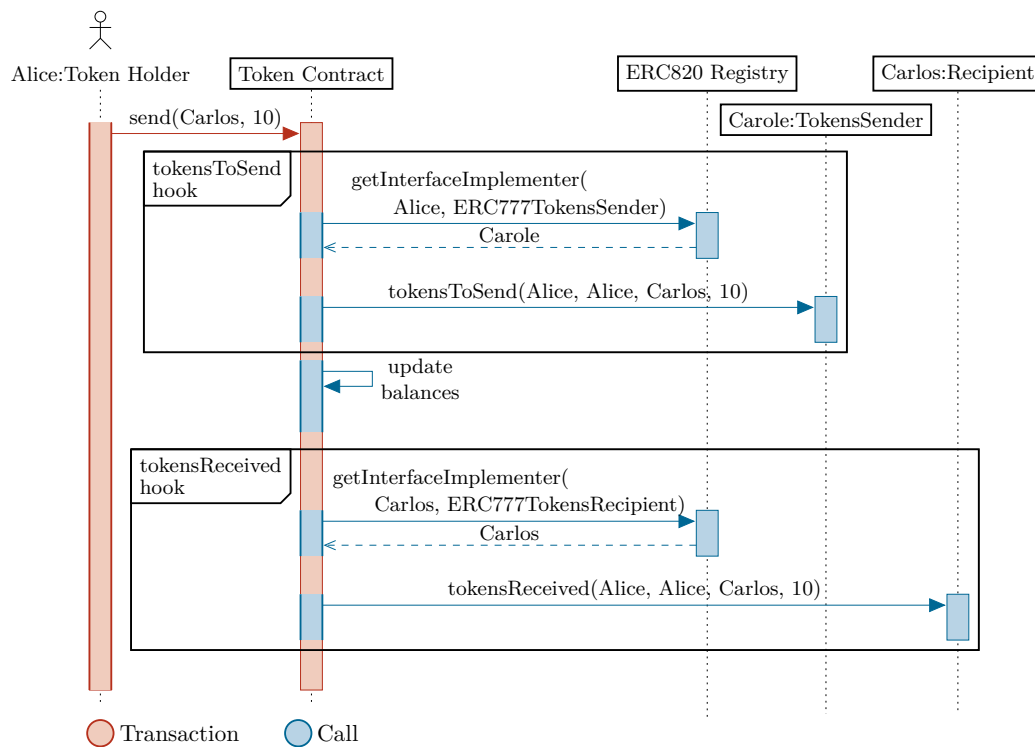 Alice:Token Holder
Token Contract
ERC820 Registry
Carlos:Recipient
Carole:TokensSender
send(Carlos, 10)
tokensToSend
hook
getInterfaceImplementer(
Alice, ERC777TokensSender)
Carole
tokensToSend(Alice, Alice, Carlos, 10)
update
balances
tokensReceived
hook
getInterfaceImplementer(
Carlos, ERC777TokensRecipient)
Carlos
tokensReceived(Alice, Alice, Carlos, 10)
Transaction
Call